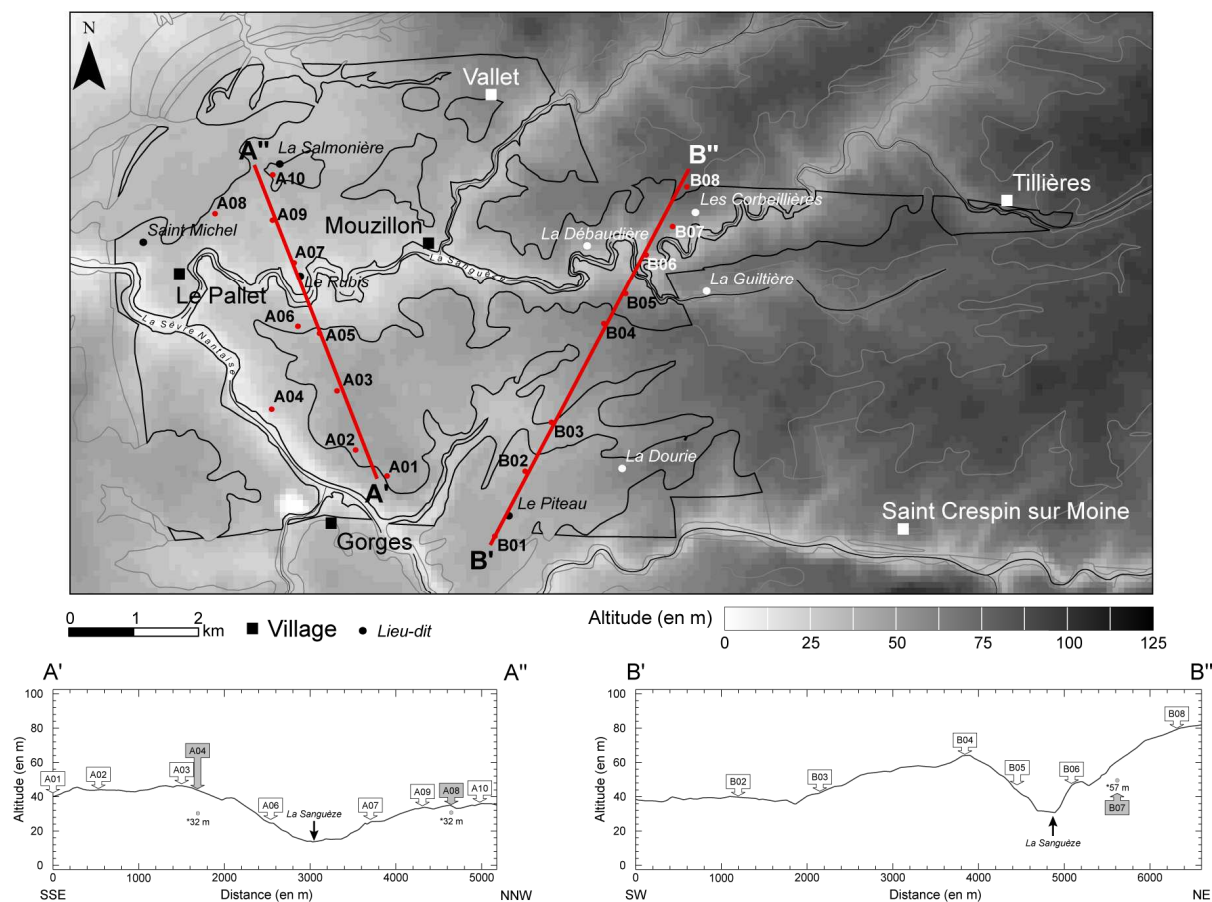 N
Vallet
A"
La Salmonière
A10
B"
B08
Tillières
A08
A09
Les Corbeillières
Saint Michel
Mouzillon
La Débaudière
B07
A07
La Sanguèze
B06
Le Pallet
Le Rubis
La Guiltière
B05
La Sèvre Nantaise
A06
A05
B04
A03
A04
B03
A02
A01
B02
La Dourie
A'
Le Piteau
Saint Crespin sur Moine
Gorges
B01
B'
0 1 2
km
Village
Lieu-dit
Altitude (en m)
0 25 50 75 100 125
A'
A"
100
80
60
40
20
0
Altitude (en m)
A01
A02
A03
A04
*32 m
A06
La Sanguèze
A07
A09
A08
*32 m
A10
0 1000 2000 3000 4000 5000
SSE
Distance (en m)
NNW
B'
B"
100
80
60
40
20
0
Altitude (en m)
B02
B03
B04
B05
La Sanguèze
B06
*57 m
B07
B08
0 1000 2000 3000 4000 5000 6000
SW
Distance (en m)
NE